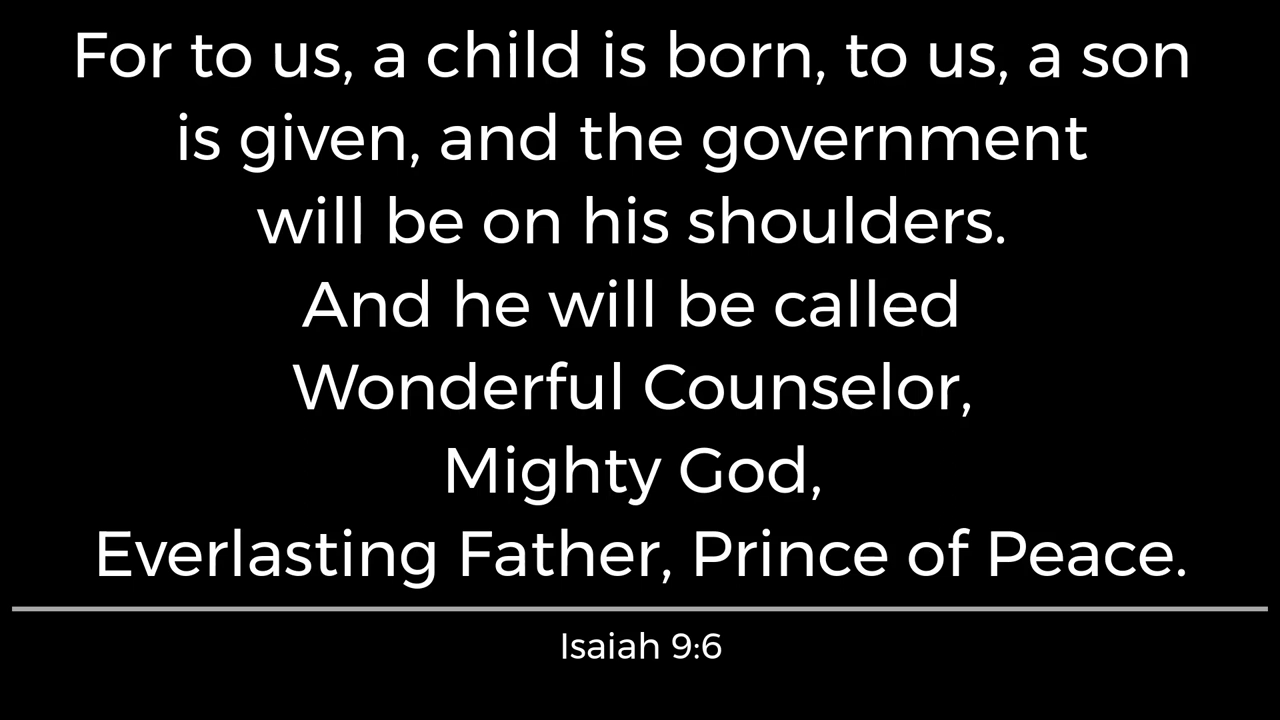 For to us, a child is born, to us, a son
is given, and the government
will be on his shoulders.
And he will be called
Wonderful Counselor,
Mighty God,
Everlasting Father, Prince of Peace.
Isaiah 9:6